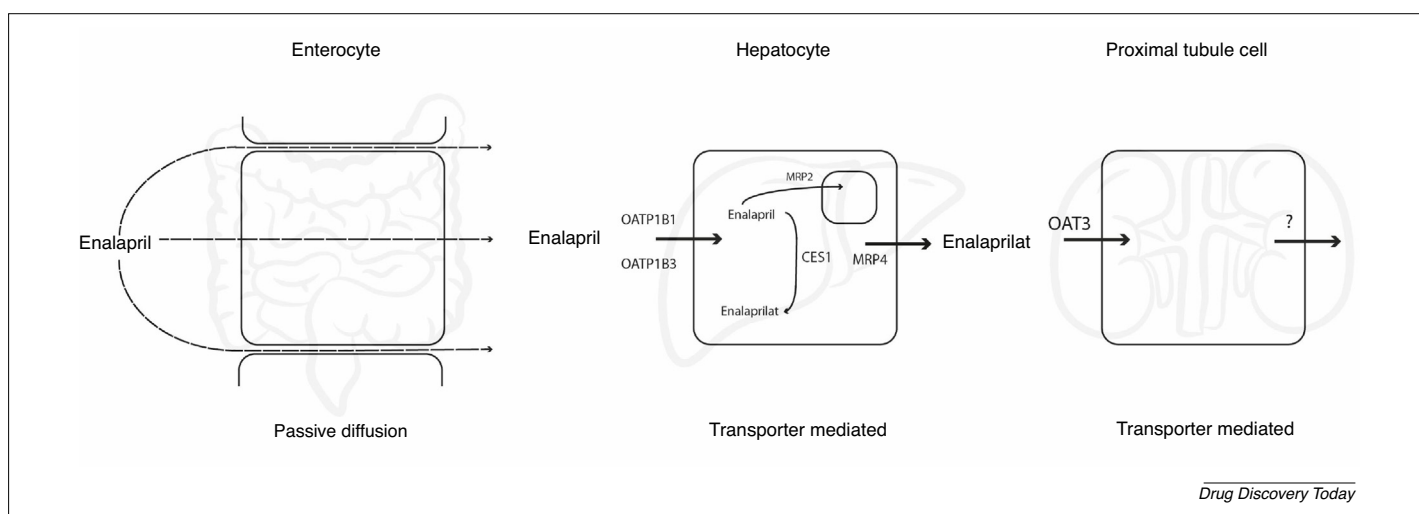 Enterocyte
Hepatocyte
Proximal tubule cell
Enalapril
Passive diffusion
Enalapril
OATP1B1
OATP1B3
MRP2
Enalapril
CES1
Enalaprilat
MRP4
Transporter mediated
Enalaprilat
OAT3
?
Transporter mediated
Drug Discovery Today